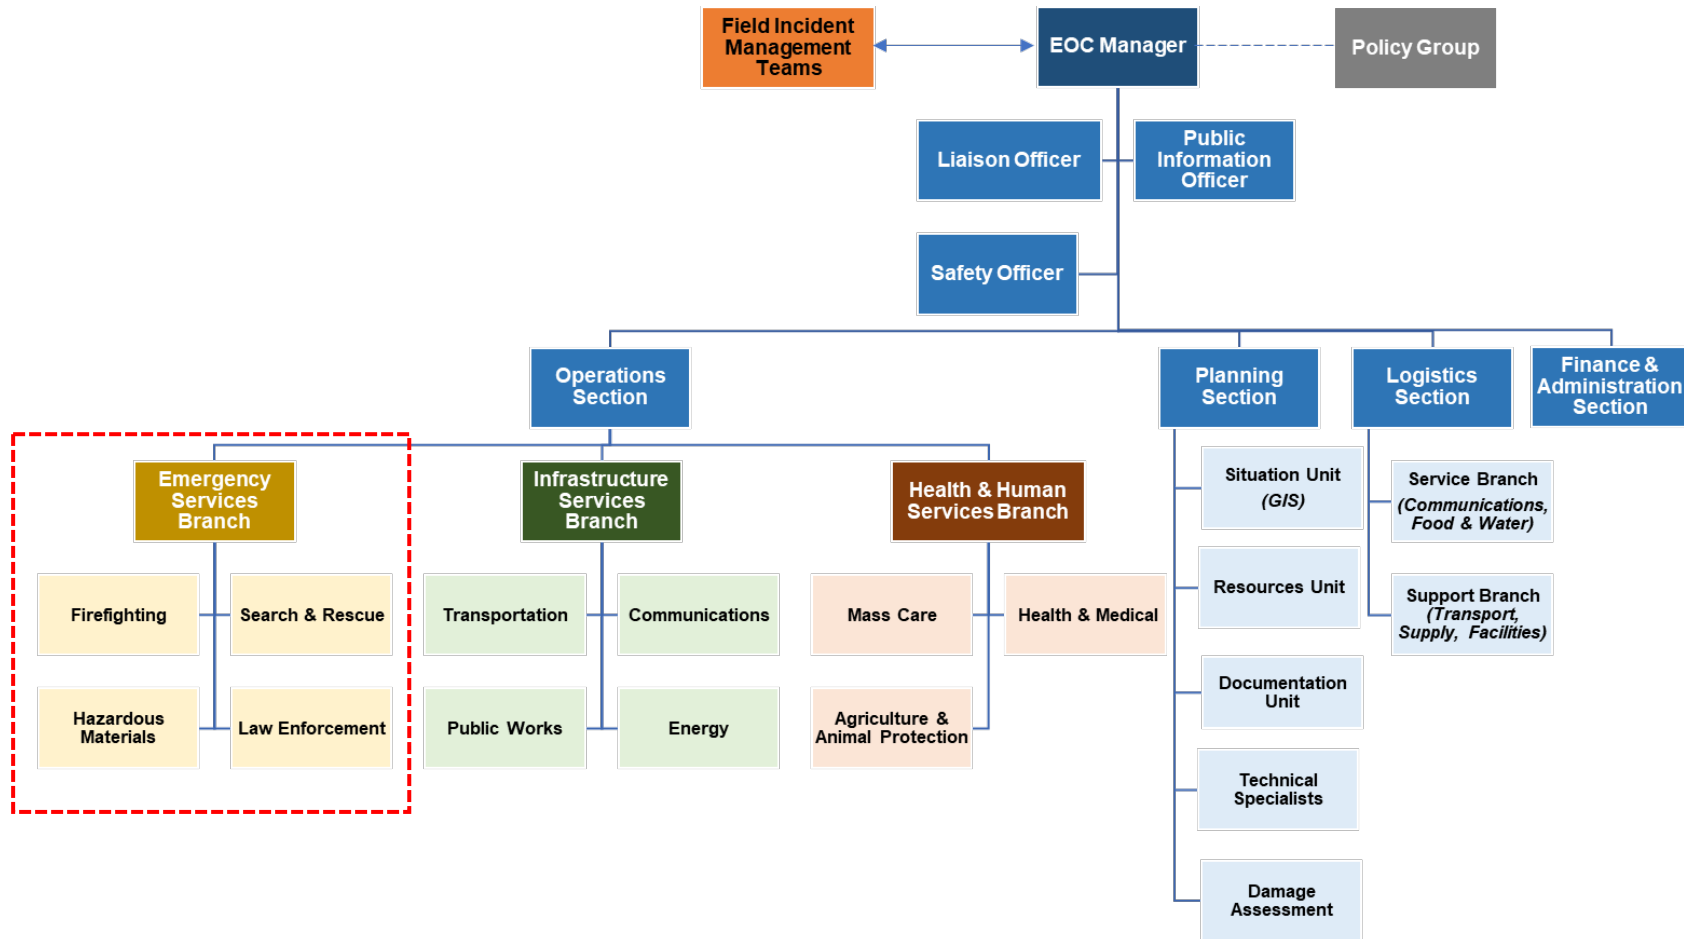 Field Incident
Management
Teams
EOC Manager
Policy Group
Liaison Officer
Public
Information
Officer
Safety Officer
Operations
Section
Planning
Section
Logistics
Section
Finance &
Administration
Section
Emergency
Services
Branch
Infrastructure
Services
Branch
Health & Human
Services Branch
Situation Unit
(GIS)
Service Branch
(Communications,
Food & Water)
Firefighting
Search & Rescue
Transportation
Communications
Mass Care
Health & Medical
Resources Unit
Support Branch
(Transport,
Supply, Facilities)
Hazardous
Materials
Law Enforcement
Public Works
Energy
Agriculture &
Animal Protection
Documentation
Unit
Technical
Specialists
Damage
Assessment